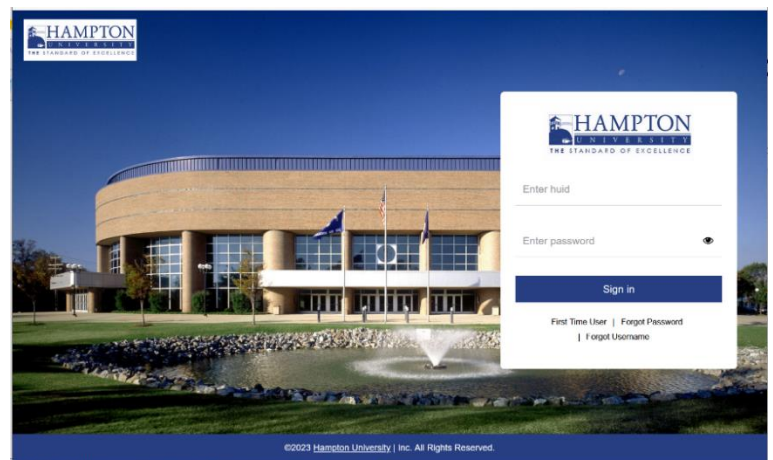 HAMPTON
UNIVERSITY
THE STANDARD OF EXCELLENCE
HAMPTON
UNIVERSITY
THE STANDARD OF EXCELLENCE
Enter huid
Enter password
Sign in
First Time User | Forgot Password
| Forgot Username
©2023 Hampton University | Inc. All Rights Reserved.